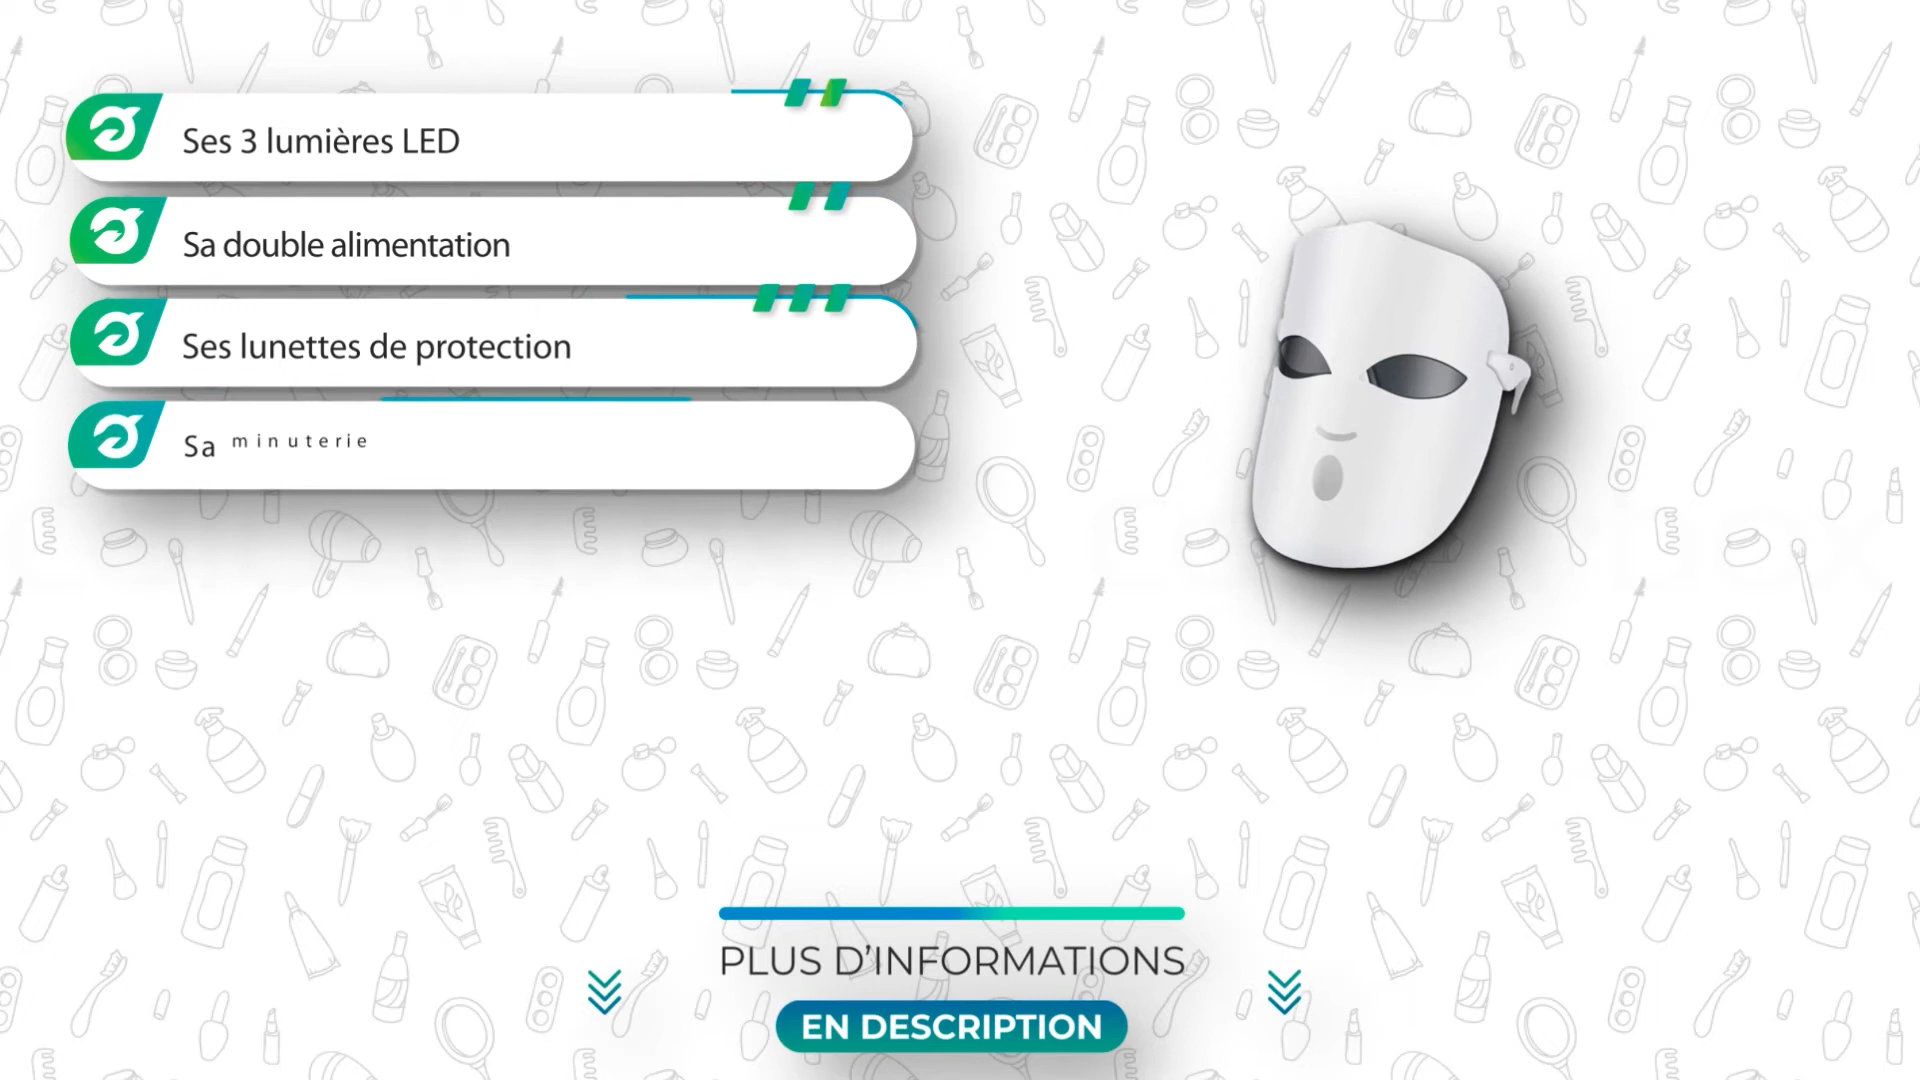 Ses 3 lumières LED
Sa double alimentation
Ses lunettes de protection
Sa minuterie
PLUS D’INFORMATIONS
EN DESCRIPTION